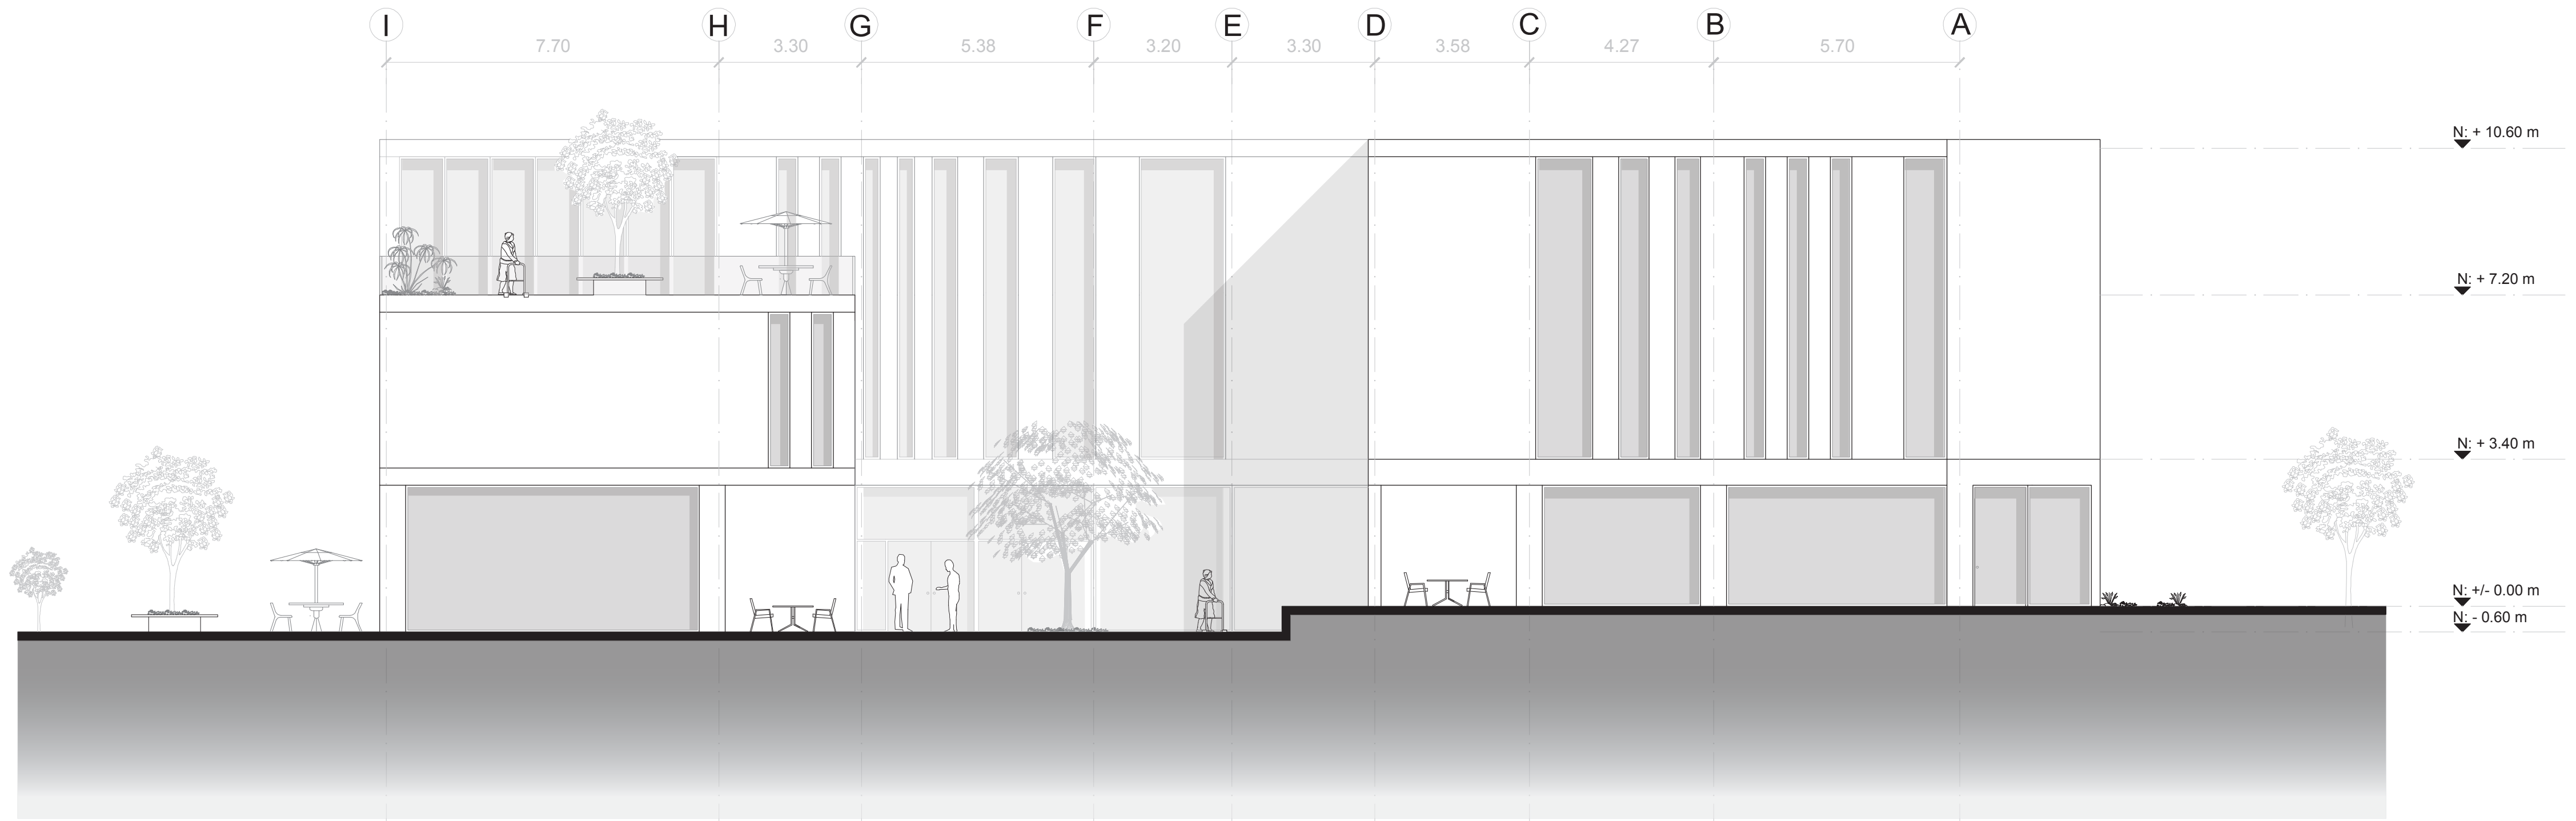 I H G F E D C B A
7.70 3.30 5.38 3.20 3.30 3.58 4.27 5.70
N: + 10.60 m
N: + 7.20 m
N: + 3.40 m
N: +/- 0.00 m
N: - 0.60 m